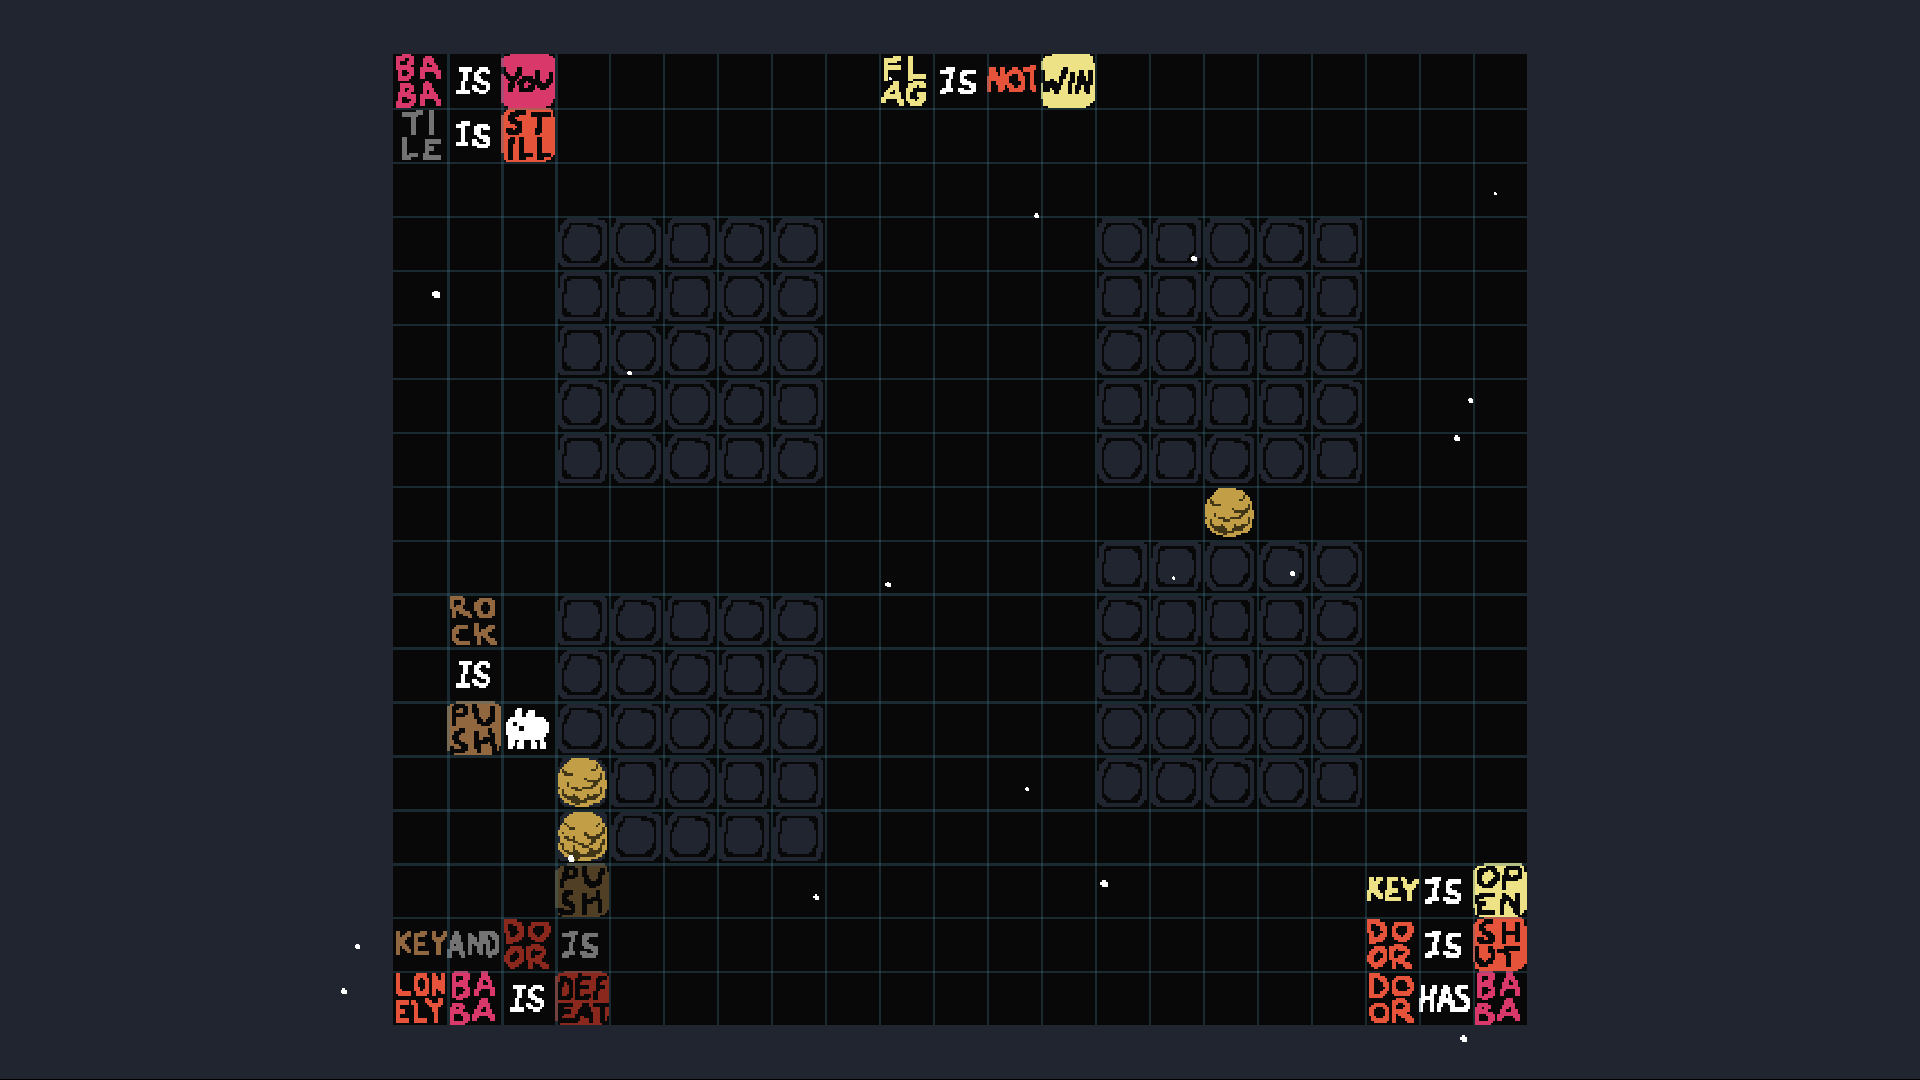 BABA IS YOU FLAG IS NOT WIN
TILE IS STILL
ROCK
IS
PUSH
PUSH KEY IS OPEN
KEY AND DOOR IS DOOR IS SHUT
LONELY BABA IS DEFEAT DOOR HAS BABA